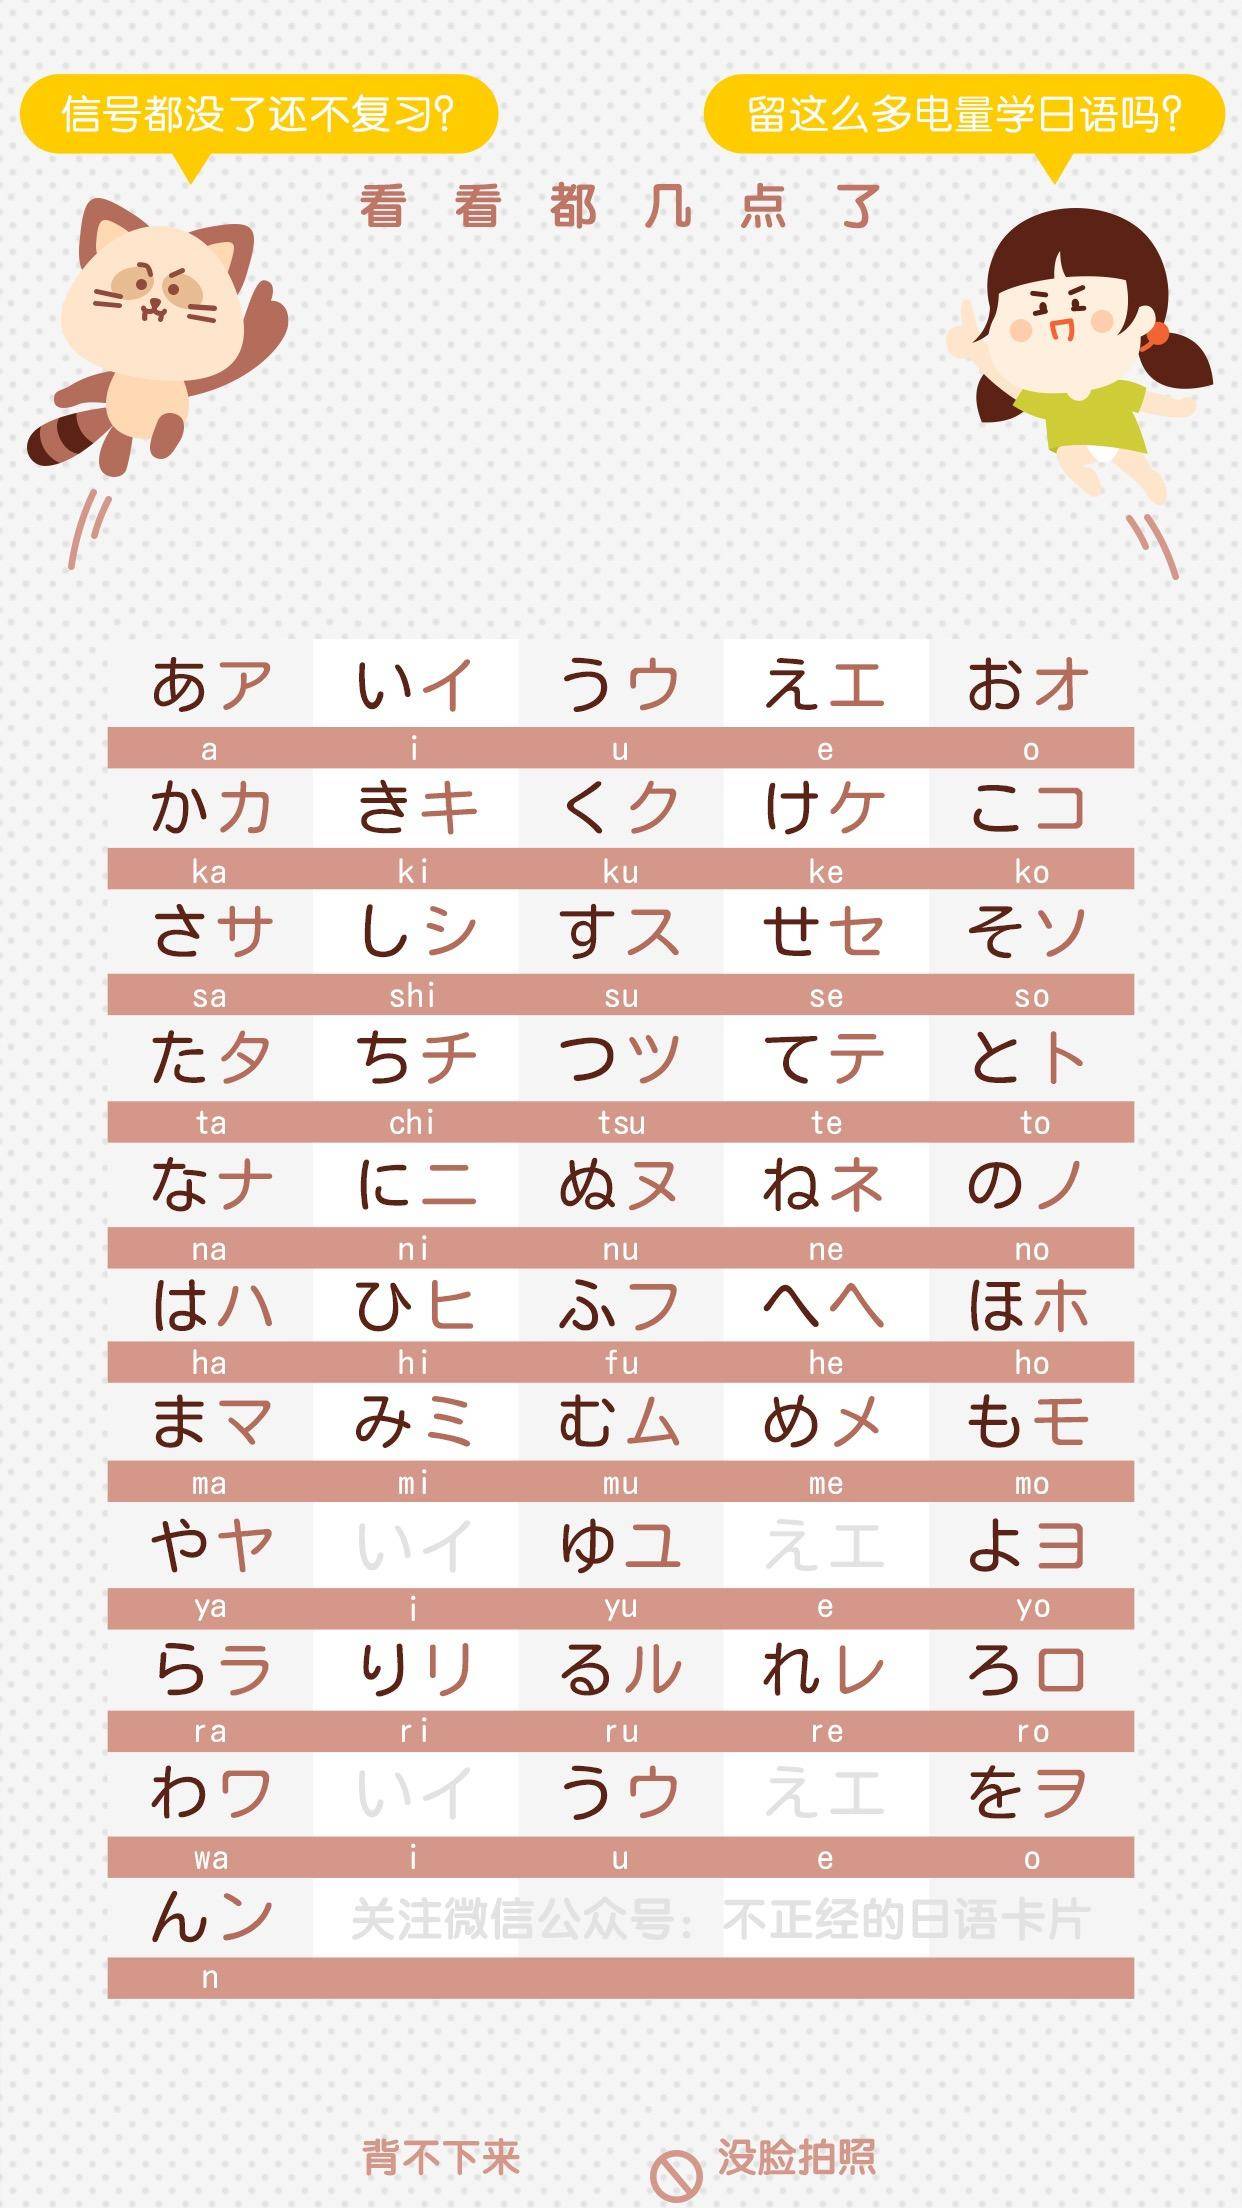 信号都没了还不复习?
留这么多电量学日语吗?
看看都几点了
あア いイ うウ えエ おオ
a i u e o
かカ きキ くク けケ こコ
ka ki ku ke ko
さサ しシ すス せセ そソ
sa shi su se so
たタ ちチ つツ てテ とト
ta chi tsu te to
なナ にニ ぬヌ ねネ のノ
na ni nu ne no
はハ ひヒ ふフ へヘ ほホ
ha hi fu he ho
まマ みミ むム めメ もモ
ma mi mu me mo
やヤ いイ ゆユ えエ よヨ
ya i yu e yo
らラ りリ るル れレ ろロ
ra ri ru re ro
わワ いイ うウ えエ をヲ
wa i u e o
んン 关注微信公众号：不正经的日语卡片
n
背不下来 没脸拍照